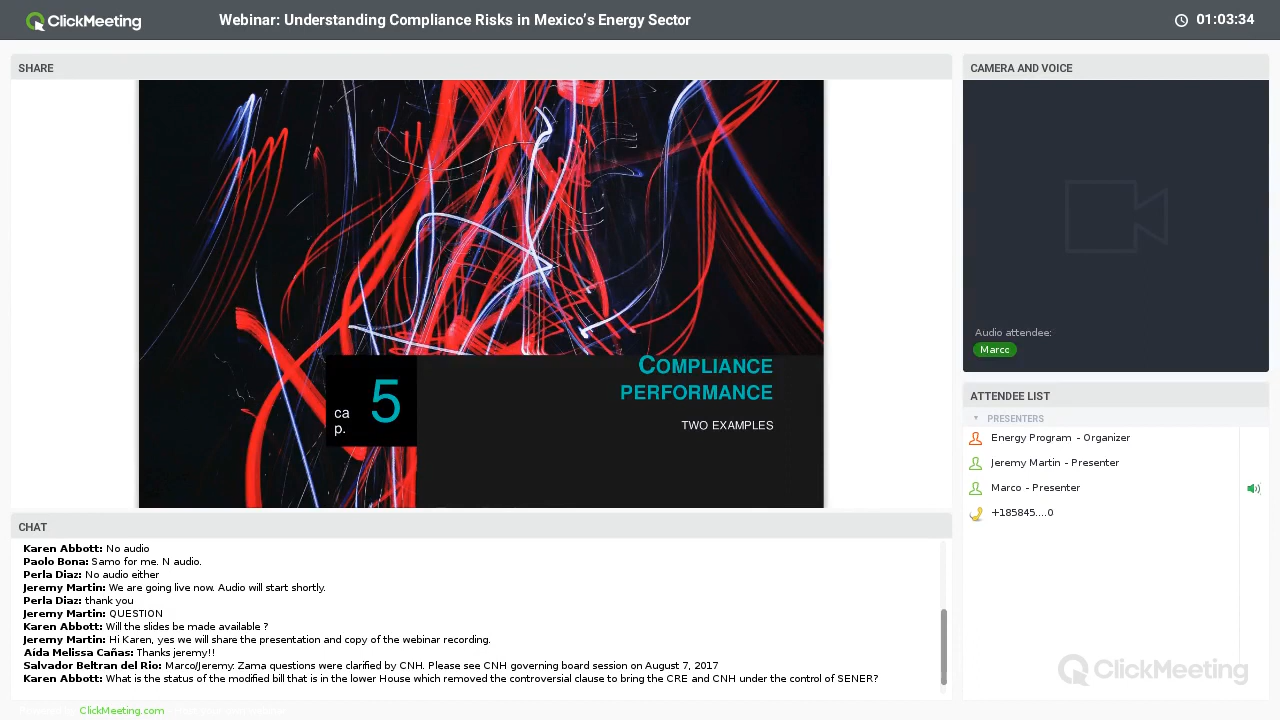 ClickMeeting
Webinar: Understanding Compliance Risks in Mexico's Energy Sector
01:03:34
SHARE
COMPLIANCE
PERFORMANCE
TWO EXAMPLES
ca
p.
5
CHAT
Karen Abbott: No audio
Paolo Bona: Samo for me. N audio.
Perla Diaz: No audio either
Jeremy Martin: We are going live now. Audio will start shortly.
Perla Diaz: thank you
Jeremy Martin: QUESTION
Karen Abbott: Will the slides be made available ?
Jeremy Martin: Hi Karen, yes we will share the presentation and copy of the webinar recording.
Aída Melissa Cañas: Thanks jeremy!!
Salvador Beltran del Rio: Marco/Jeremy: Zama questions were clarified by CNH. Please see CNH governing board session on August 7, 2017
Karen Abbott: What is the status of the modified bill that is in the lower House which removed the controversial clause to bring the CRE and CNH under the control of SENER?
ClickMeeting.com
CAMERA AND VOICE
Audio attendee:
Marco
ATTENDEE LIST
PRESENTERS
Energy Program - Organizer
Jeremy Martin - Presenter
Marco - Presenter
+185845....0
ClickMeeting